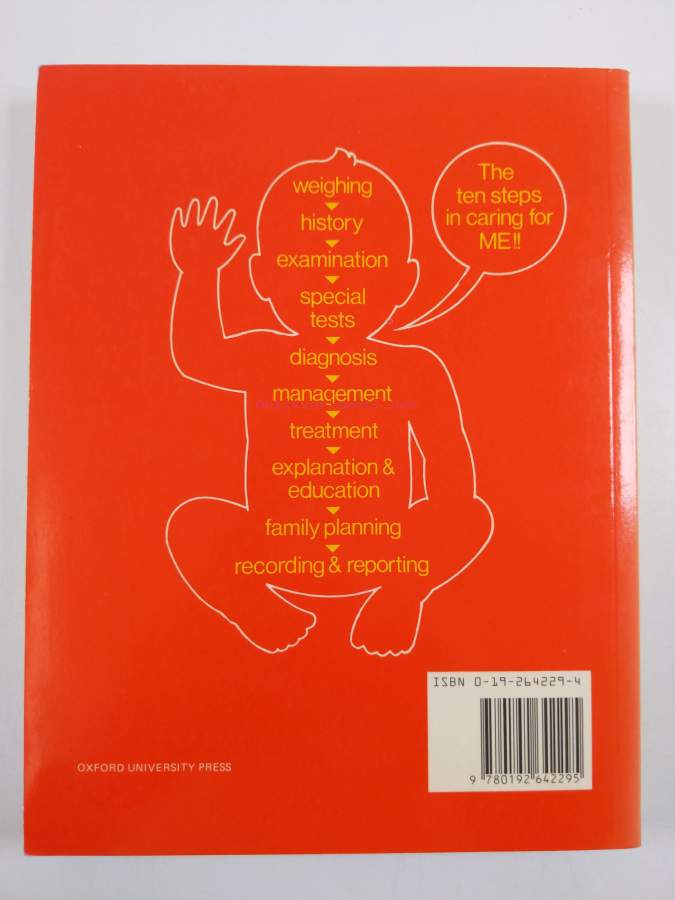 The
ten steps
in caring for
ME!!
weighing
history
examination
special
tests
diagnosis
management
treatment
explanation &
education
family planning
recording & reporting
ISBN 0-19-264229-4
9 780192 642295
OXFORD UNIVERSITY PRESS